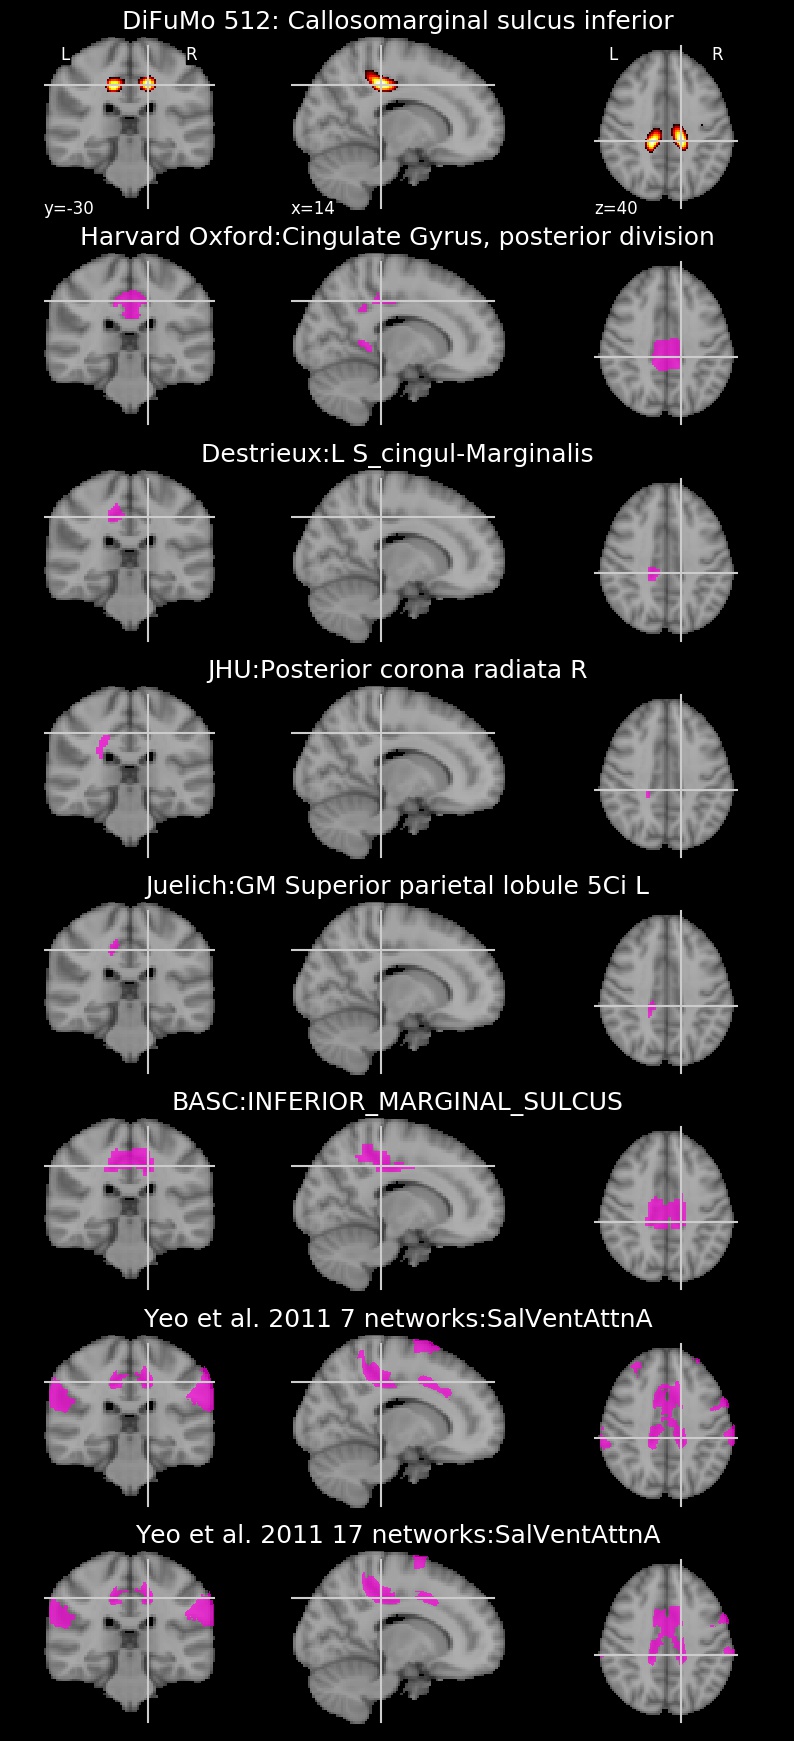 DiFuMo 512: Callosomarginal sulcus inferior
L R L R
y=-30 x=14 z=40
Harvard Oxford:Cingulate Gyrus, posterior division
Destrieux:L S_cingul-Marginalis
JHU:Posterior corona radiata R
Juelich:GM Superior parietal lobule 5Ci L
BASC:INFERIOR_MARGINAL_SULCUS
Yeo et al. 2011 7 networks:SalVentAttnA
Yeo et al. 2011 17 networks:SalVentAttnA